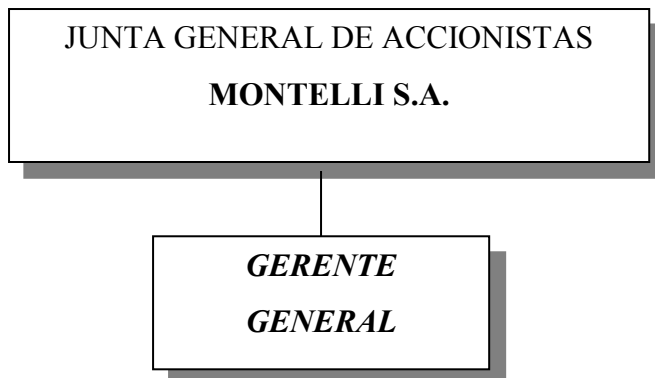 JUNTA GENERAL DE ACCIONISTAS
MONTELLI S.A.
GERENTE
GENERAL